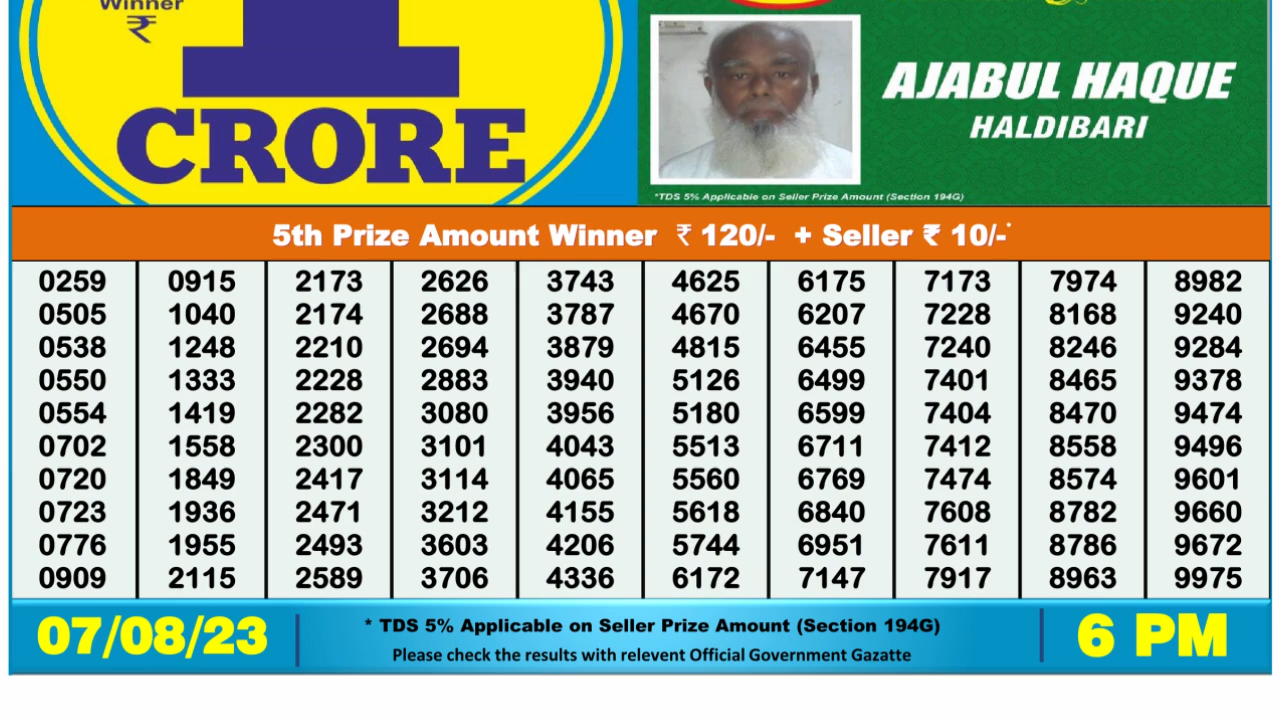 Winner
₹
1
CRORE
AJABUL HAQUE
HALDIBARI
*TDS 5% Applicable on Seller Prize Amount (Section 194G)
5th Prize Amount Winner ₹ 120/- + Seller ₹ 10/-*
0259 0915 2173 2626 3743 4625 6175 7173 7974 8982
0505 1040 2174 2688 3787 4670 6207 7228 8168 9240
0538 1248 2210 2694 3879 4815 6455 7240 8246 9284
0550 1333 2228 2883 3940 5126 6499 7401 8465 9378
0554 1419 2282 3080 3956 5180 6599 7404 8470 9474
0702 1558 2300 3101 4043 5513 6711 7412 8558 9496
0720 1849 2417 3114 4065 5560 6769 7474 8574 9601
0723 1936 2471 3212 4155 5618 6840 7608 8782 9660
0776 1955 2493 3603 4206 5744 6951 7611 8786 9672
0909 2115 2589 3706 4336 6172 7147 7917 8963 9975
07/08/23
* TDS 5% Applicable on Seller Prize Amount (Section 194G)
Please check the results with relevent Official Government Gazatte
6 PM